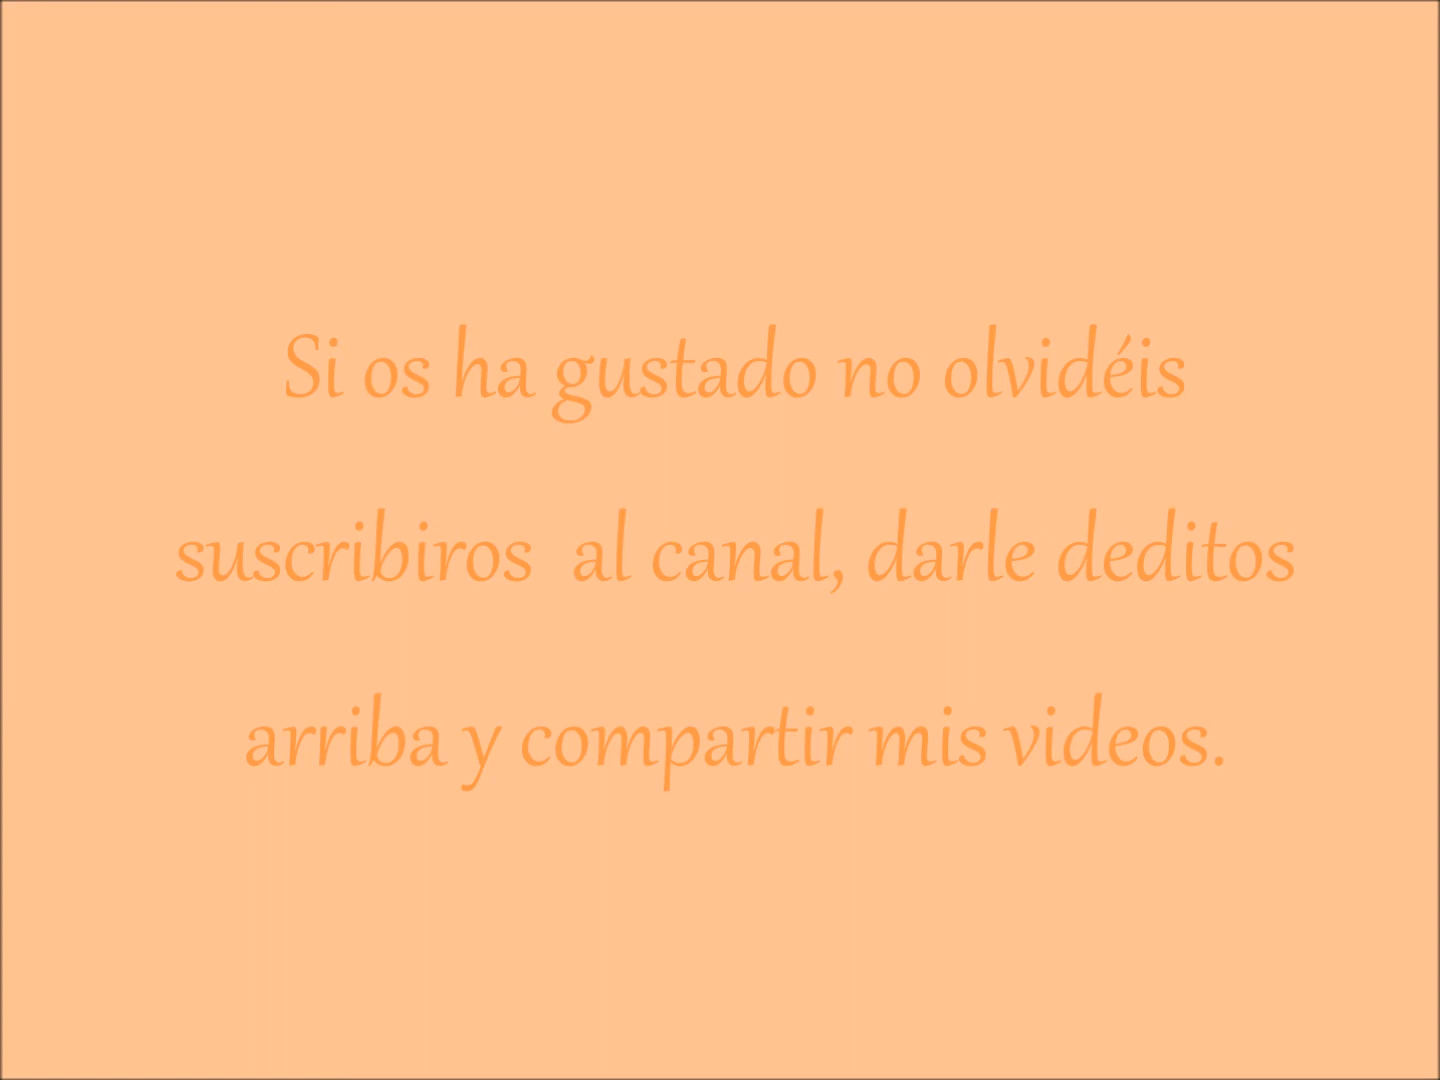 Si os ha gustado no olvidéis
suscribiros al canal, darle deditos
arriba y compartir mis videos.